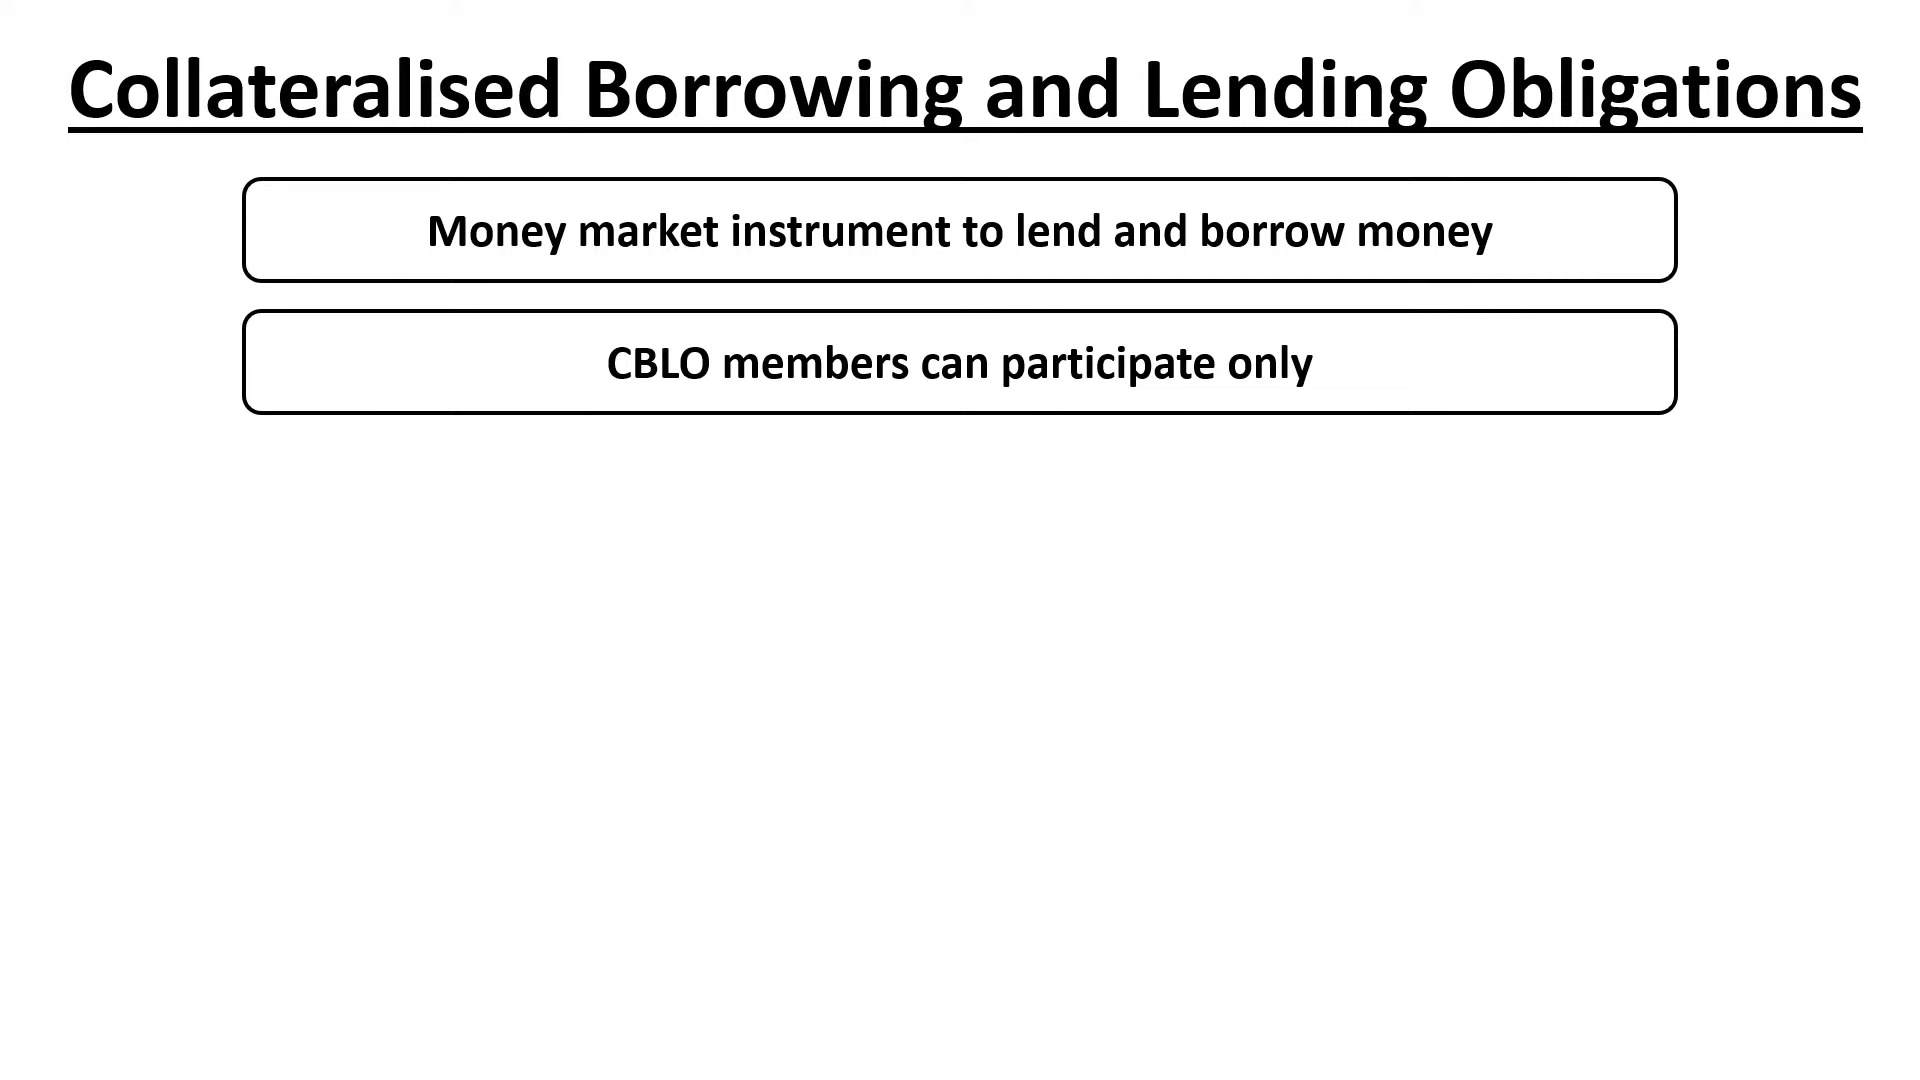 Collateralised Borrowing and Lending Obligations
Money market instrument to lend and borrow money
CBLO members can participate only